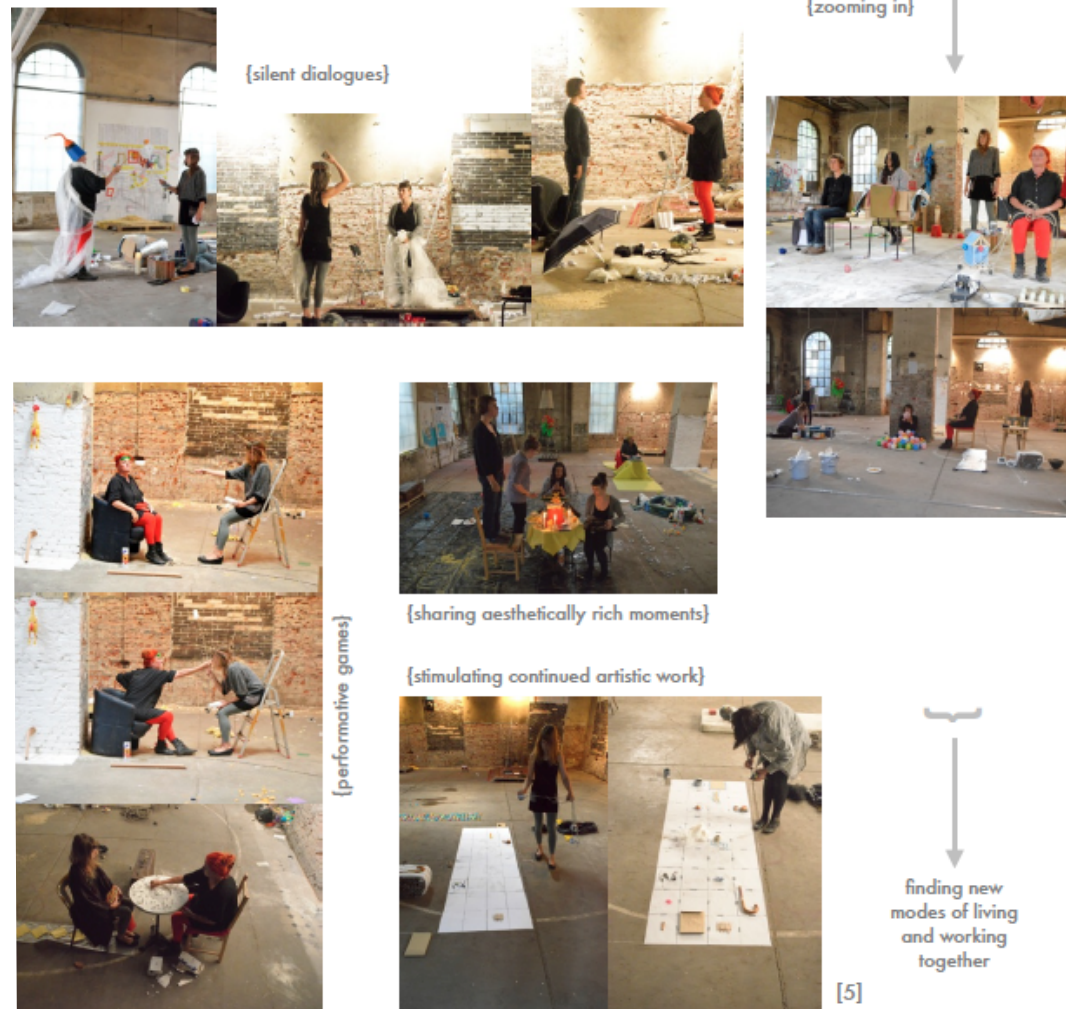 {zooming in}
{silent dialogues}
{sharing aesthetically rich moments}
{performative games}
{stimulating continued artistic work}
finding new
modes of living
and working
together
[5]